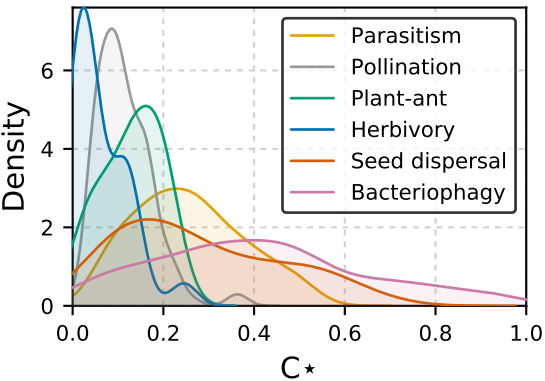 Density
6
4
2
0
0.0 0.2 0.4 0.6 0.8 1.0
C⋆
Parasitism
Pollination
Plant-ant
Herbivory
Seed dispersal
Bacteriophagy